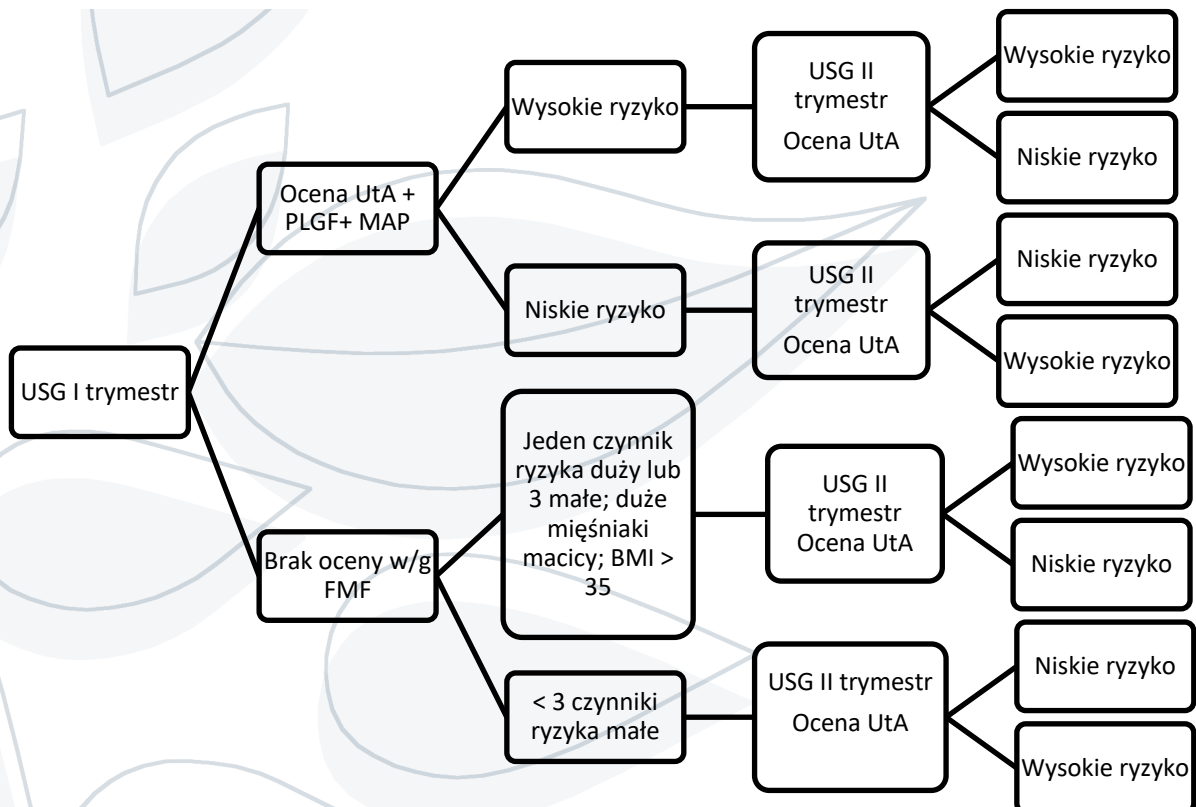 USG I trymestr
Ocena UtA +
PLGF+ MAP
Wysokie ryzyko
USG II
trymestr
Ocena UtA
Wysokie ryzyko
Niskie ryzyko
Niskie ryzyko
USG II
trymestr
Ocena UtA
Niskie ryzyko
Wysokie ryzyko
Brak oceny w/g
FMF
Jeden czynnik
ryzyka duży lub
3 małe; duże
mięśniaki
macicy; BMI >
35
USG II
trymestr
Ocena UtA
Wysokie ryzyko
Niskie ryzyko
< 3 czynniki
ryzyka małe
USG II trymestr
Ocena UtA
Niskie ryzyko
Wysokie ryzyko